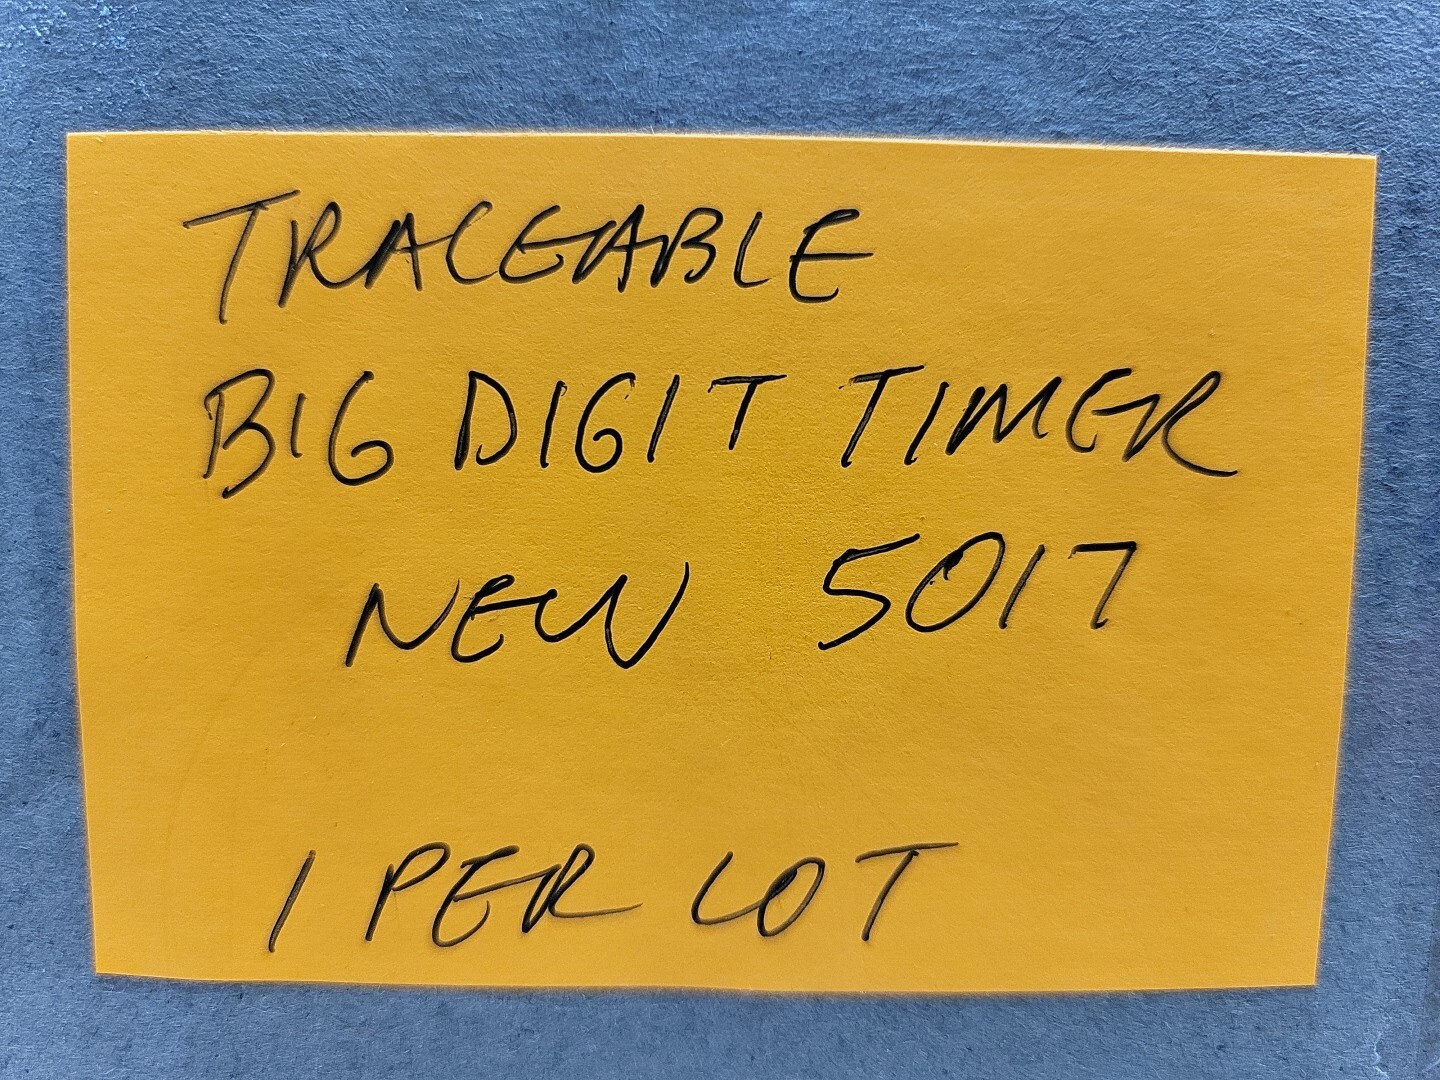 TRACEABLE
BIG DIGIT TIMER
NEW 5017
1 PER LOT